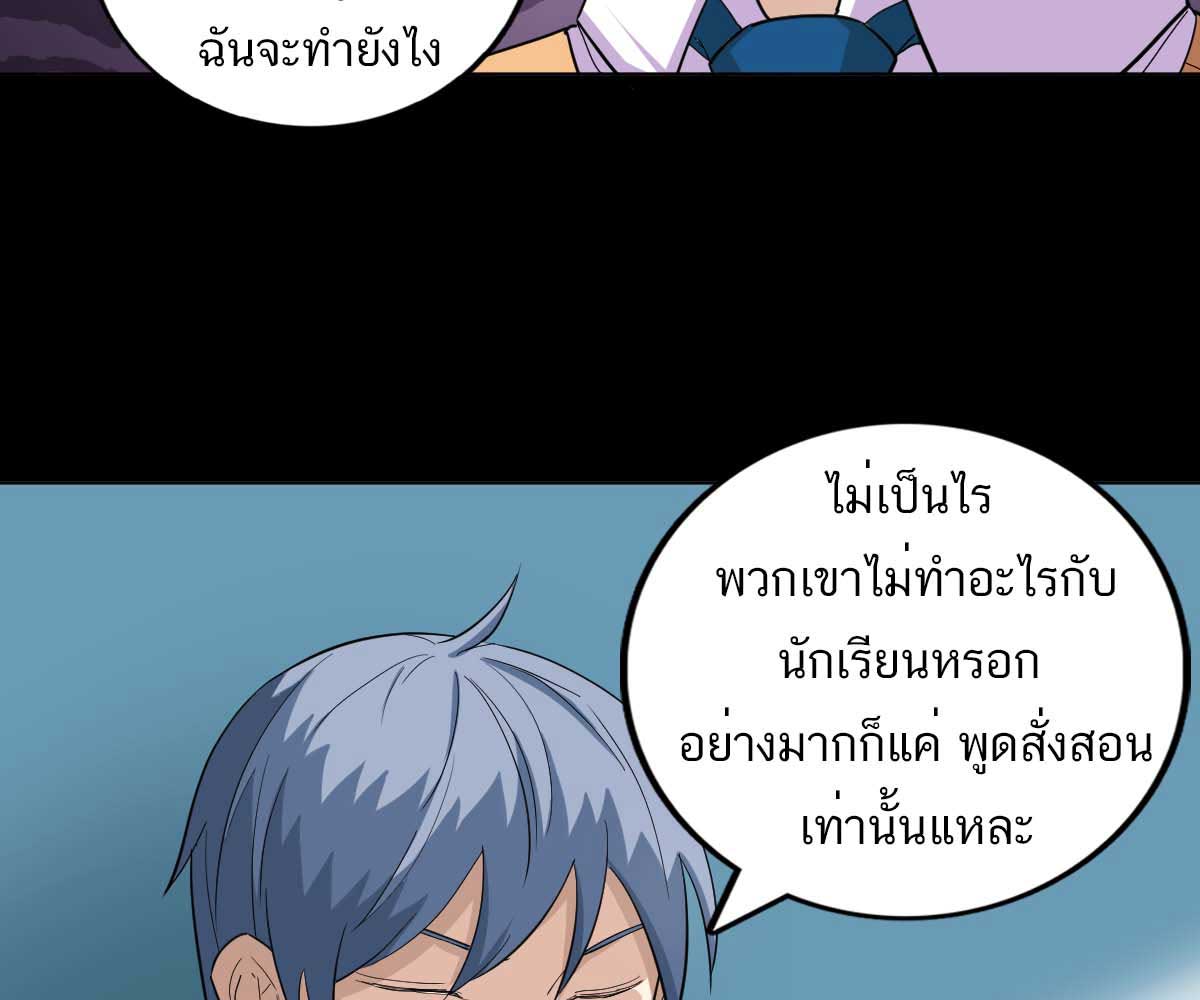 ฉันจะทำยังไง
ไม่เป็นไร
พวกเขาไม่ทำอะไรกับ
นักเรียนหรอก
อย่างมากก็แค่ พูดสั่งสอน
เท่านั้นแหละ